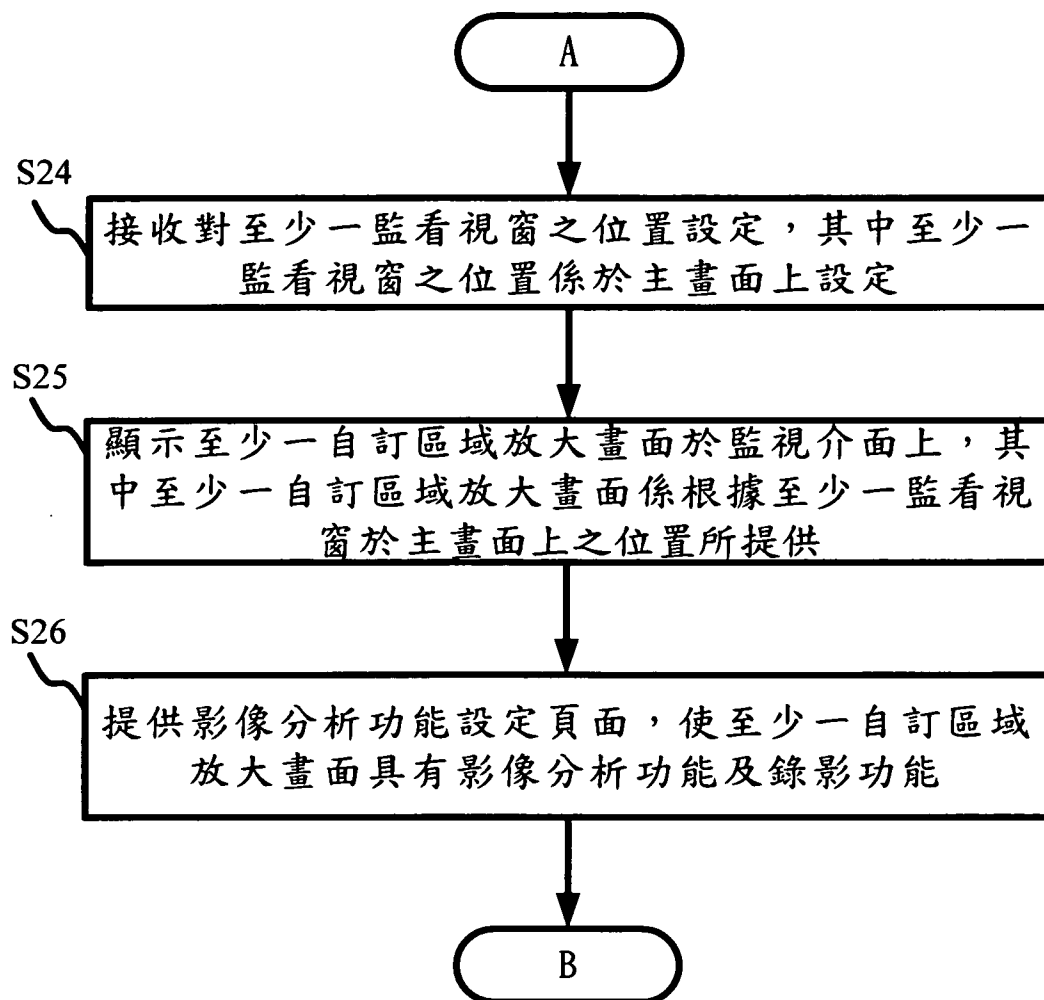 A
S24
接收對至少一監看視窗之位置設定，其中至少一
監看視窗之位置係於主畫面上設定
S25
顯示至少一自訂區域放大畫面於監視介面上，其
中至少一自訂區域放大畫面係根據至少一監看視
窗於主畫面上之位置所提供
S26
提供影像分析功能設定頁面，使至少一自訂區域
放大畫面具有影像分析功能及錄影功能
B